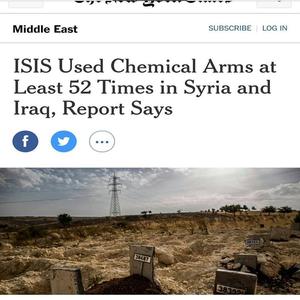 Middle East
SUBSCRIBE
LOG IN
ISIS Used Chemical Arms at
Least 52 Times in Syria and
Iraq, Report Says